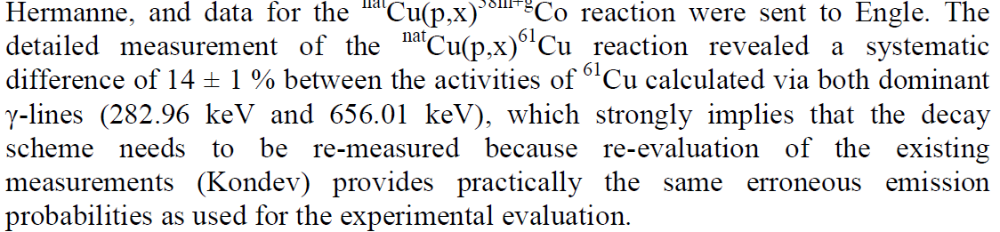 Hermanne, and data for the ⁿᵃᵗCu(p,x)⁵⁸ᵐ⁺ᵍCo reaction were sent to Engle. The
detailed measurement of the ⁿᵃᵗCu(p,x)⁶¹Cu reaction revealed a systematic
difference of 14 ± 1 % between the activities of ⁶¹Cu calculated via both dominant
γ-lines (282.96 keV and 656.01 keV), which strongly implies that the decay
scheme needs to be re-measured because re-evaluation of the existing
measurements (Kondev) provides practically the same erroneous emission
probabilities as used for the experimental evaluation.